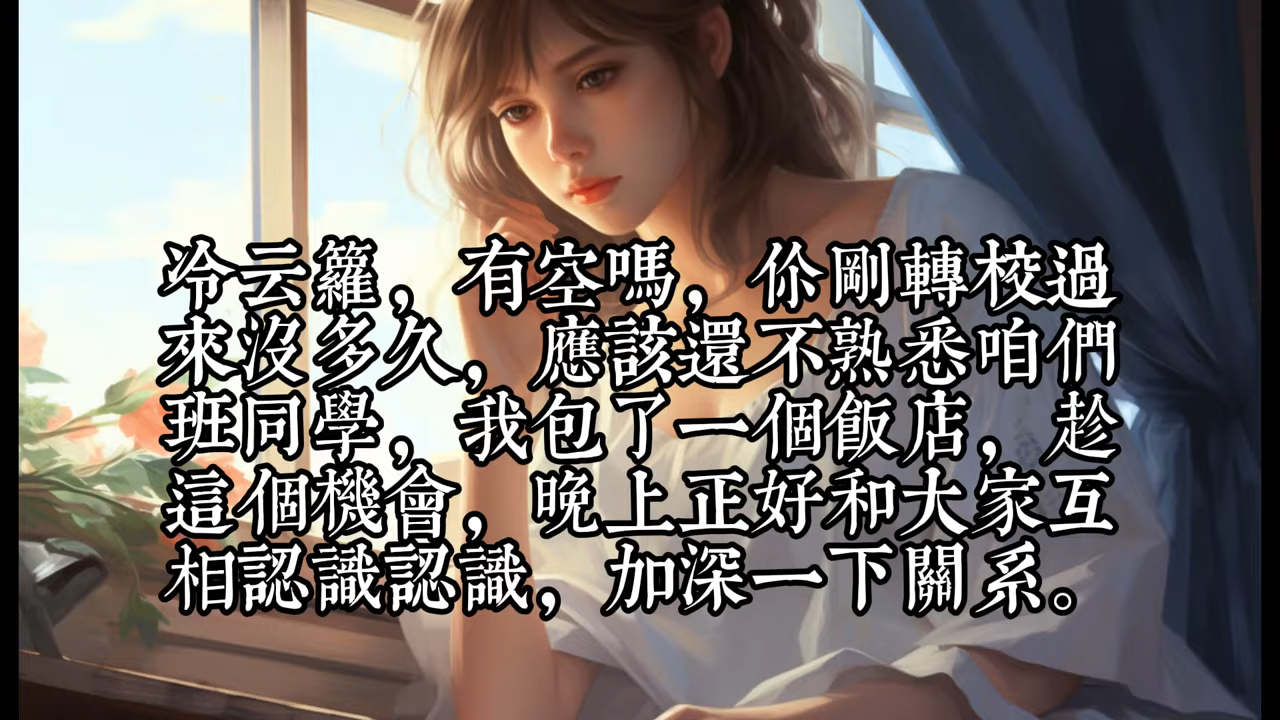 冷云籮，有空嗎，你剛轉校過
來沒多久，應該還不熟悉咱們
班同學，我包了一個飯店，趁
這個機會，晚上正好和大家互
相認識認識，加深一下關系。